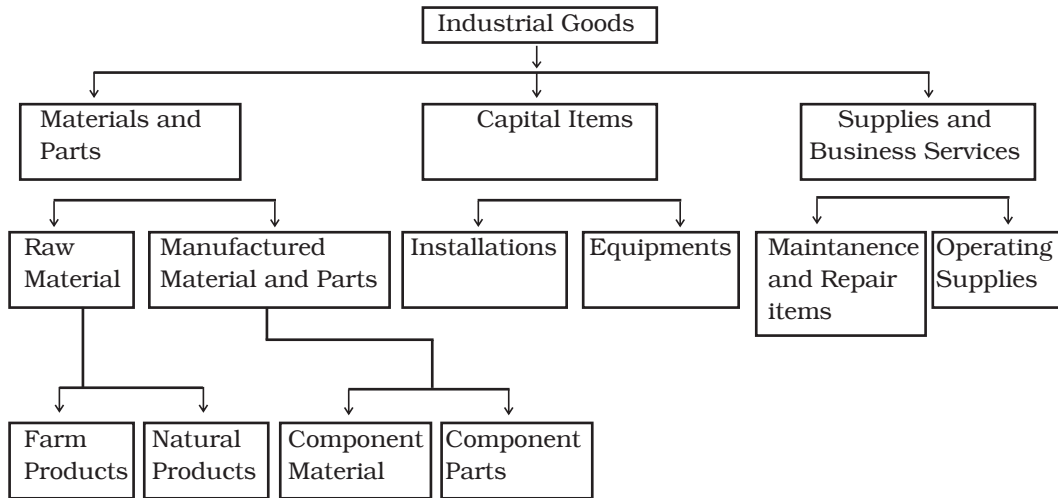 Industrial Goods
Materials and
Parts
Capital Items
Supplies and
Business Services
Raw
Material
Manufactured
Material and Parts
Installations
Equipments
Maintanence
and Repair
items
Operating
Supplies
Farm
Products
Natural
Products
Component
Material
Component
Parts